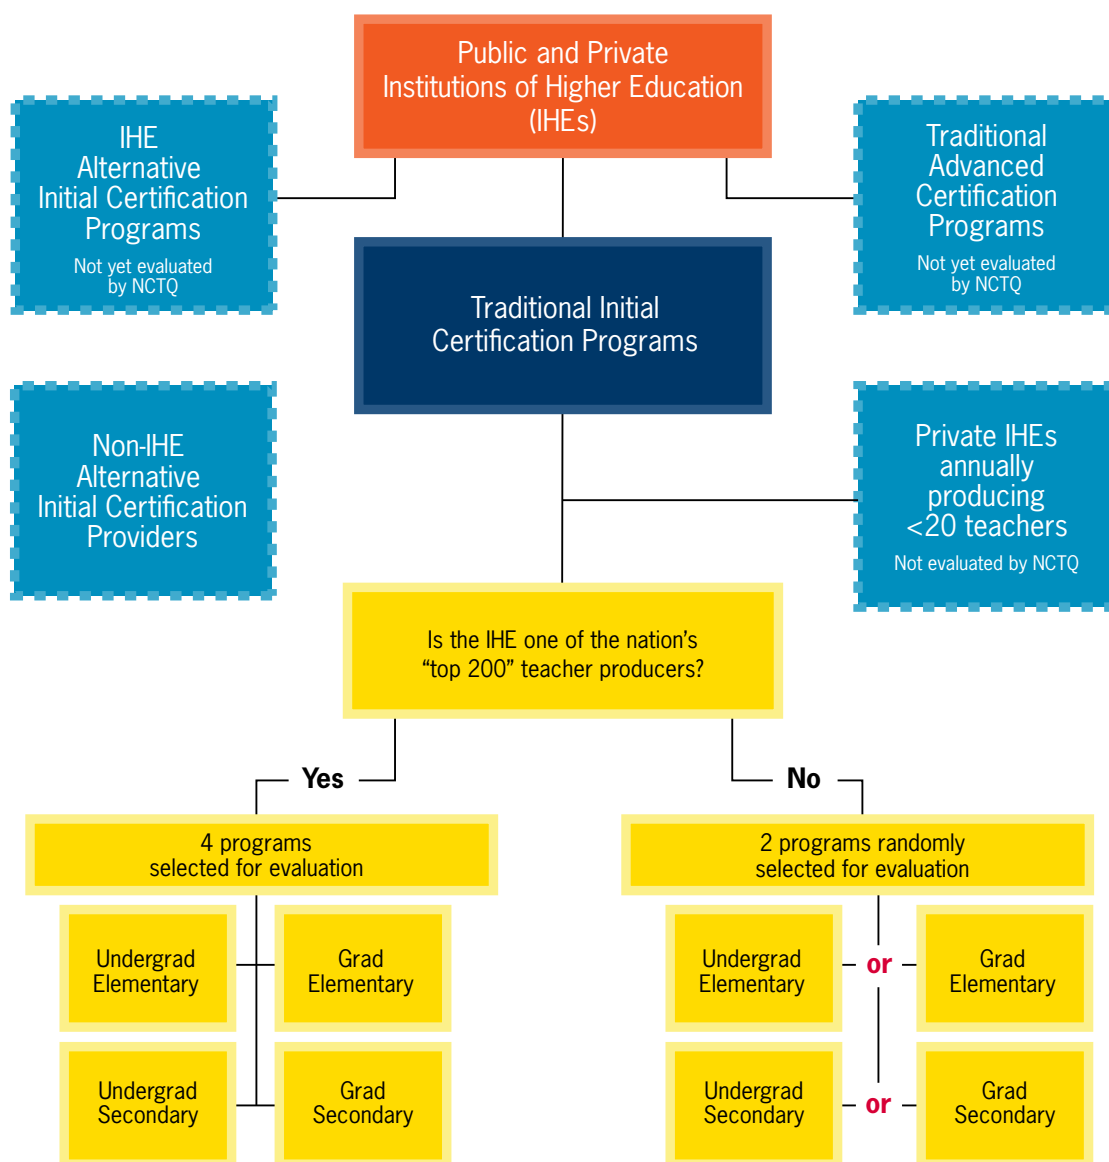 Public and Private
Institutions of Higher Education
(IHEs)
IHE
Alternative
Initial Certification
Programs
Not yet evaluated
by NCTQ
Traditional
Advanced
Certification
Programs
Not yet evaluated
by NCTQ
Traditional Initial
Certification Programs
Non-IHE
Alternative
Initial Certification
Providers
Private IHEs
annually
producing
<20 teachers
Not evaluated by NCTQ
Is the IHE one of the nation’s
“top 200” teacher producers?
Yes
No
4 programs
selected for evaluation
2 programs randomly
selected for evaluation
Undergrad
Elementary
Grad
Elementary
Undergrad
Elementary
or
Grad
Elementary
Undergrad
Secondary
Grad
Secondary
Undergrad
Secondary
or
Grad
Secondary